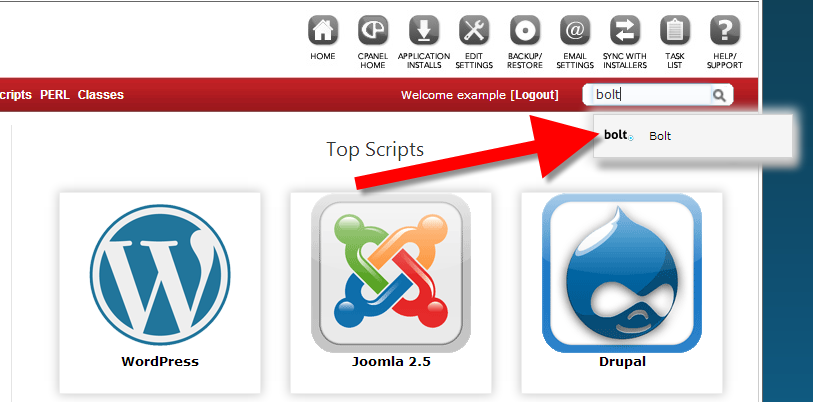 HOME
CPANEL HOME
APPLICATION INSTALLS
EDIT SETTINGS
BACKUP/ RESTORE
EMAIL SETTINGS
SYNC WITH INSTALLERS
TASK LIST
HELP/ SUPPORT
cripts PERL Classes
Welcome example [Logout]
bolt
bolt Bolt
Top Scripts
WordPress
Joomla 2.5
Drupal